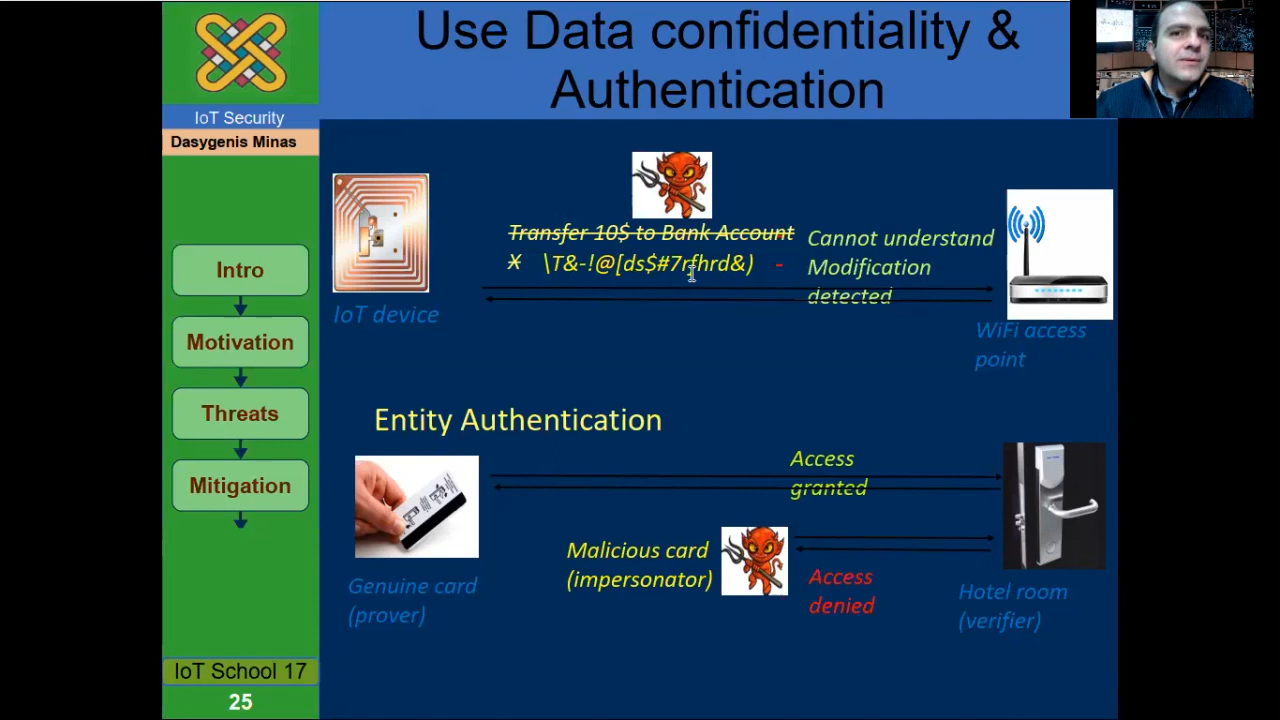 Use Data confidentiality &
Authentication
IoT Security
Dasygenis Minas
Intro
Motivation
Threats
Mitigation
IoT School 17
25
Transfer 10$ to Bank Account
X \T&-!@[ds$#7rfhrd&) -
Cannot understand
Modification
detected
IoT device
WiFi access
point
Entity Authentication
Access
granted
Malicious card
(impersonator)
Access
denied
Genuine card
(prover)
Hotel room
(verifier)